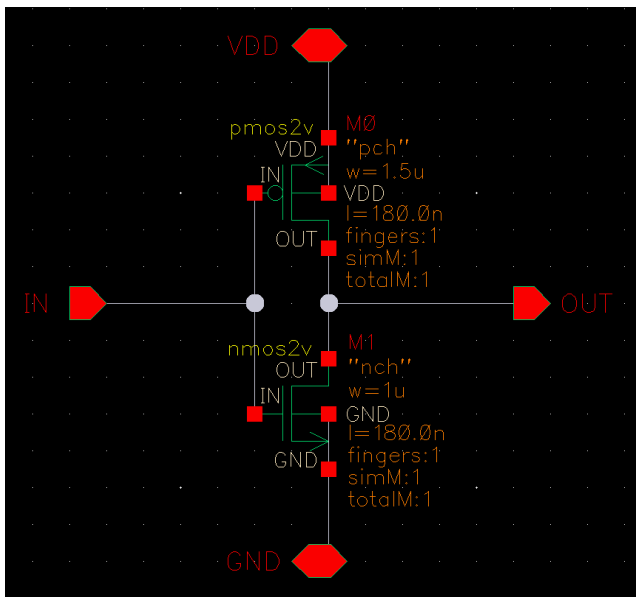 VDD
pmos2v
M0
VDD
"pch"
w=1.5u
IN
VDD
l=180.0n
OUT
fingers:1
simM:1
totalM:1
IN
OUT
nmos2v
M1
OUT
"nch"
w=1u
IN
GND
l=180.0n
GND
fingers:1
simM:1
totalM:1
GND